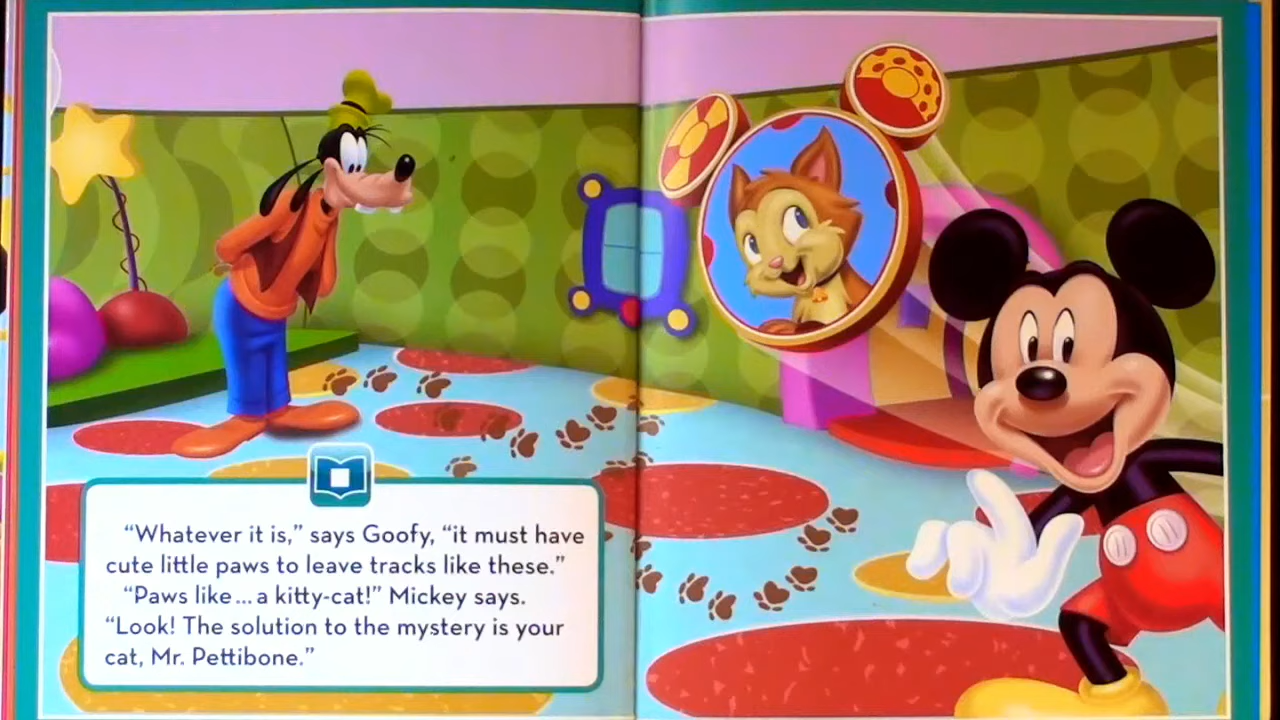 “Whatever it is,” says Goofy, “it must have
cute little paws to leave tracks like these.”
“Paws like ... a kitty-cat!” Mickey says.
“Look! The solution to the mystery is your
cat, Mr. Pettibone.”